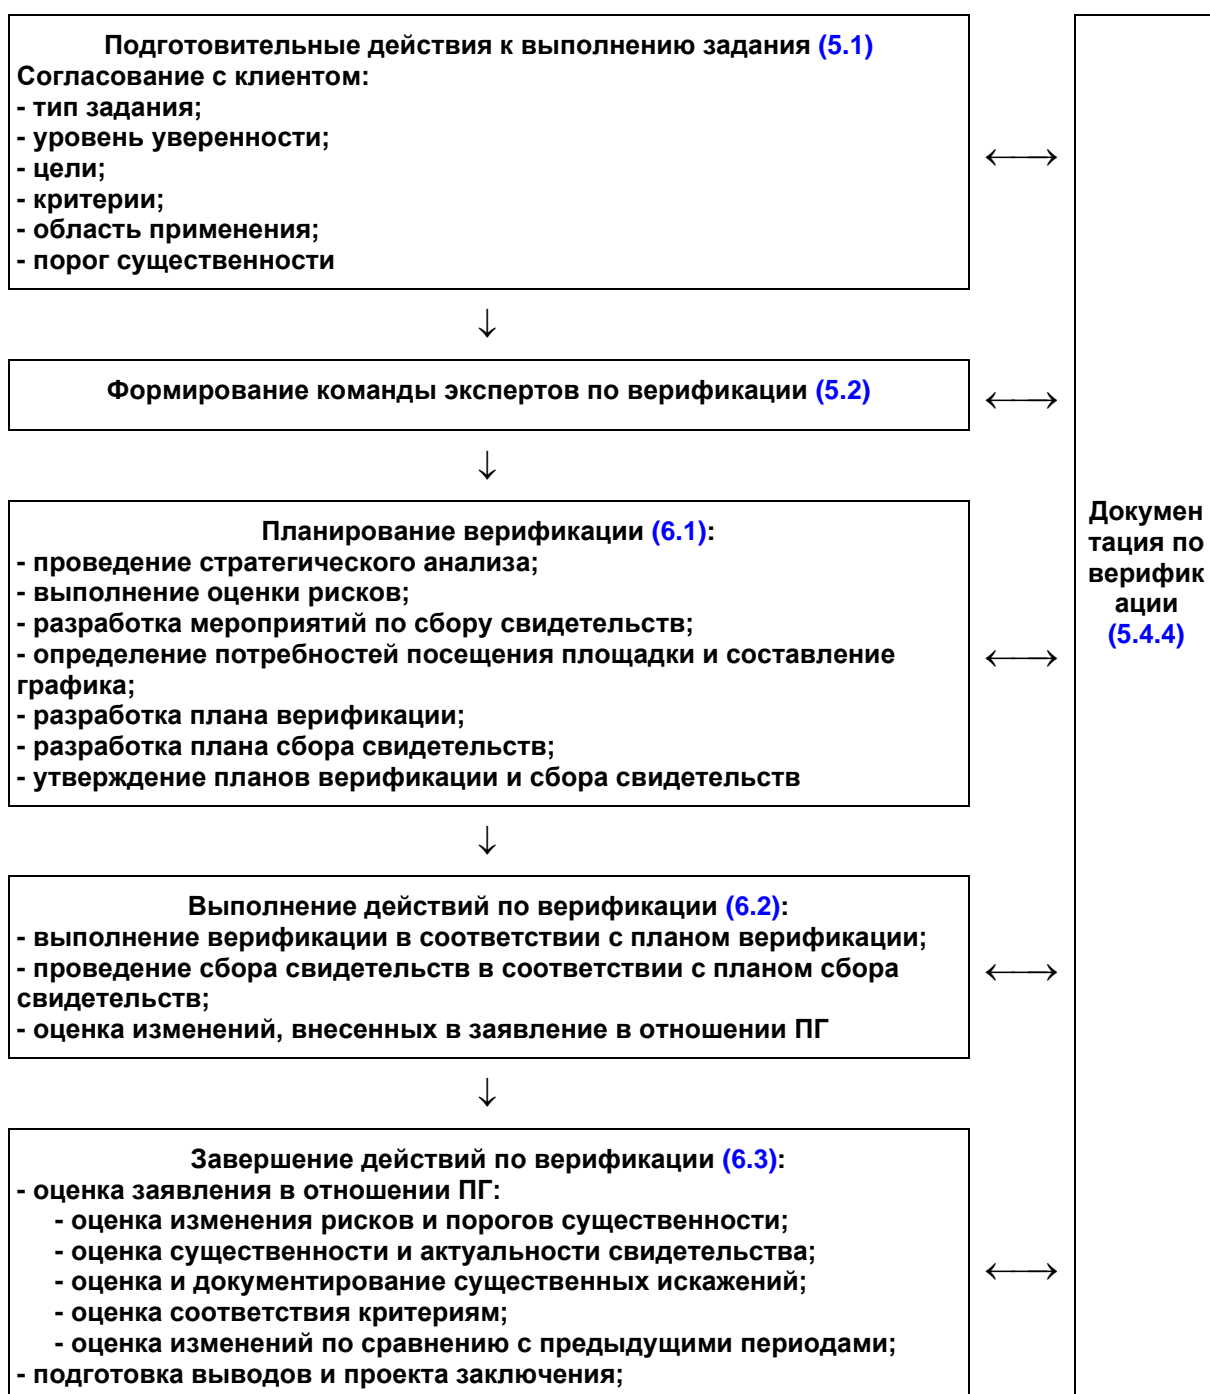 Подготовительные действия к выполнению задания (5.1)
Согласование с клиентом:
- тип задания;
- уровень уверенности;
- цели;
- критерии;
- область применения;
- порог существенности
Формирование команды экспертов по верификации (5.2)
Планирование верификации (6.1):
- проведение стратегического анализа;
- выполнение оценки рисков;
- разработка мероприятий по сбору свидетельств;
- определение потребностей посещения площадки и составление
графика;
- разработка плана верификации;
- разработка плана сбора свидетельств;
- утверждение планов верификации и сбора свидетельств
Выполнение действий по верификации (6.2):
- выполнение верификации в соответствии с планом верификации;
- проведение сбора свидетельств в соответствии с планом сбора
свидетельств;
- оценка изменений, внесенных в заявление в отношении ПГ
Завершение действий по верификации (6.3):
- оценка заявления в отношении ПГ:
- оценка изменения рисков и порогов существенности;
- оценка существенности и актуальности свидетельства;
- оценка и документирование существенных искажений;
- оценка соответствия критериям;
- оценка изменений по сравнению с предыдущими периодами;
- подготовка выводов и проекта заключения;
Докумен
тация по
верифик
ации
(5.4.4)